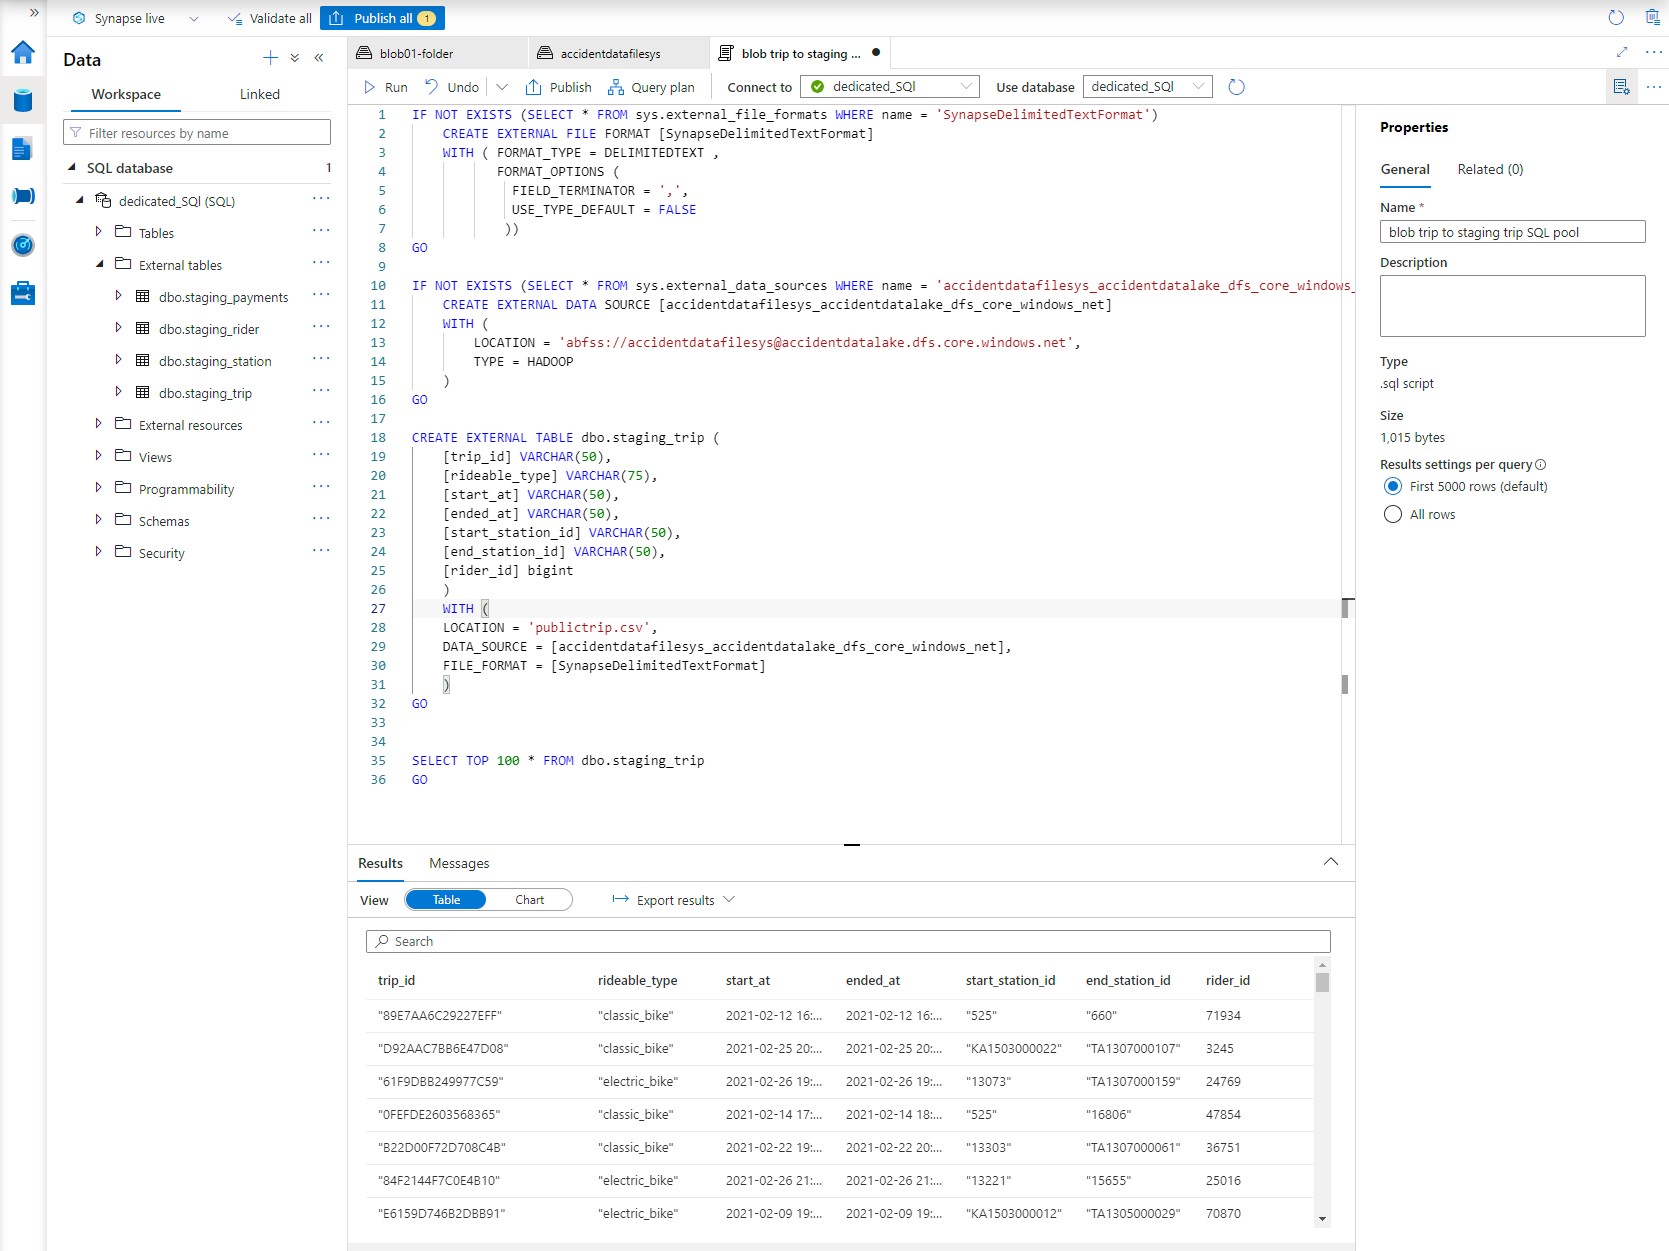 Synapse live
Validate all
Publish all 1
Data
Workspace
Linked
Filter resources by name
SQL database 1
dedicated_SQl (SQL)
Tables
External tables
dbo.staging_payments
dbo.staging_rider
dbo.staging_station
dbo.staging_trip
External resources
Views
Programmability
Schemas
Security
blob01-folder
accidentdatafilesys
blob trip to staging ...
Run
Undo
Publish
Query plan
Connect to
dedicated_SQl
Use database
dedicated_SQl
1 IF NOT EXISTS (SELECT * FROM sys.external_file_formats WHERE name = 'SynapseDelimitedTextFormat')
2 CREATE EXTERNAL FILE FORMAT [SynapseDelimitedTextFormat]
3 WITH ( FORMAT_TYPE = DELIMITEDTEXT ,
4 FORMAT_OPTIONS (
5 FIELD_TERMINATOR = ',',
6 USE_TYPE_DEFAULT = FALSE
7 ))
8 GO
9
10 IF NOT EXISTS (SELECT * FROM sys.external_data_sources WHERE name = 'accidentdatafilesys_accidentdatalake_dfs_core_windows_
11 CREATE EXTERNAL DATA SOURCE [accidentdatafilesys_accidentdatalake_dfs_core_windows_net]
12 WITH (
13 LOCATION = 'abfss://accidentdatafilesys@accidentdatalake.dfs.core.windows.net',
14 TYPE = HADOOP
15 )
16 GO
17
18 CREATE EXTERNAL TABLE dbo.staging_trip (
19 [trip_id] VARCHAR(50),
20 [rideable_type] VARCHAR(75),
21 [start_at] VARCHAR(50),
22 [ended_at] VARCHAR(50),
23 [start_station_id] VARCHAR(50),
24 [end_station_id] VARCHAR(50),
25 [rider_id] bigint
26 )
27 WITH (
28 LOCATION = 'publictrip.csv',
29 DATA_SOURCE = [accidentdatafilesys_accidentdatalake_dfs_core_windows_net],
30 FILE_FORMAT = [SynapseDelimitedTextFormat]
31 )
32 GO
33
34
35 SELECT TOP 100 * FROM dbo.staging_trip
36 GO
Results
Messages
View
Table
Chart
Export results
Search
trip_id rideable_type start_at ended_at start_station_id end_station_id rider_id
"89E7AA6C29227EFF" "classic_bike" 2021-02-12 16:... 2021-02-12 16:... "525" "660" 71934
"D92AAC7BB6E47D08" "classic_bike" 2021-02-25 20:... 2021-02-25 20:... "KA1503000022" "TA1307000107" 3245
"61F9DBB249977C59" "electric_bike" 2021-02-26 19:... 2021-02-26 19:... "13073" "TA1307000159" 24769
"0FEFDE2603568365" "classic_bike" 2021-02-14 17:... 2021-02-14 18:... "525" "16806" 47854
"B22D00F72D708C4B" "classic_bike" 2021-02-22 19:... 2021-02-22 20:... "13303" "TA1307000061" 36751
"84F2144F7C0E4B10" "electric_bike" 2021-02-26 21:... 2021-02-26 21:... "13221" "15655" 25016
"E6159D746B2DBB91" "electric_bike" 2021-02-09 19:... 2021-02-09 19:... "KA1503000012" "TA1305000029" 70870
Properties
General
Related (0)
Name *
blob trip to staging trip SQL pool
Description
Type
.sql script
Size
1,015 bytes
Results settings per query
First 5000 rows (default)
All rows